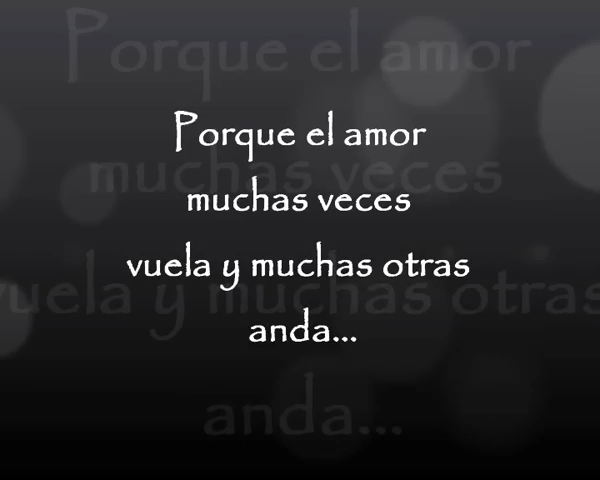 Porque el amor
muchas veces
vuela y muchas otras
anda...